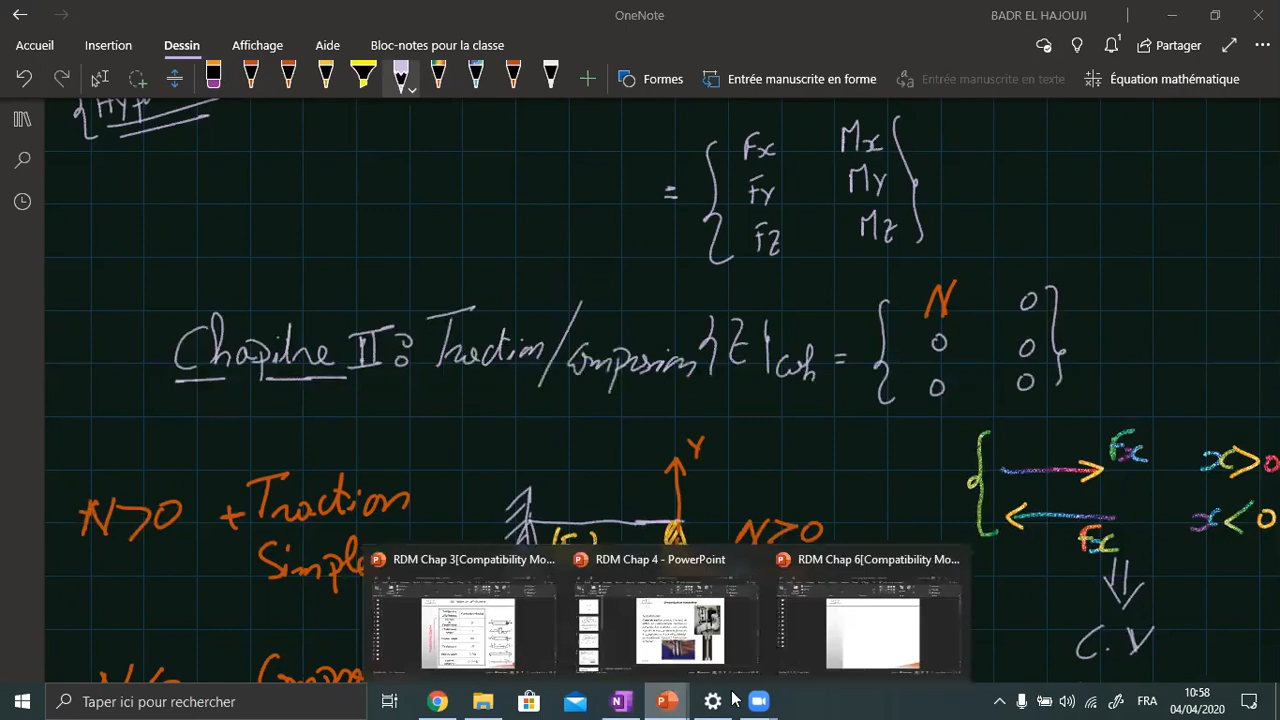 OneNote
BADR EL HAJOUJI
Accueil Insertion Dessin Affichage Aide Bloc-notes pour la classe
Partager
Formes Entrée manuscrite en forme Entrée manuscrite en texte Équation mathématique
{Hyp
= { Fx Mx }
Fy My
Fz Mz
Chapitre II: Traction/Compression {τ}coh = { N 0 }
0 0
0 0
Y
Fx x>0
N>0 +Traction
Simple
N>0
Fx x<0
RDM Chap 3[Compatibility Mo...
RDM Chap 4 - PowerPoint
RDM Chap 6[Compatibility Mo...
Taper ici pour rechercher
FRA
10:58
04/04/2020